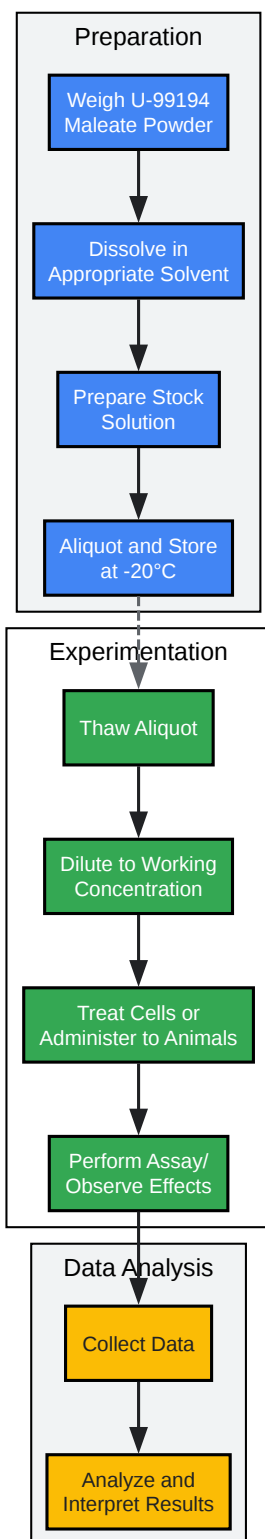 Preparation
Weigh U-99194
Maleate Powder
Dissolve in
Appropriate Solvent
Prepare Stock
Solution
Aliquot and Store
at -20°C
Experimentation
Thaw Aliquot
Dilute to Working
Concentration
Treat Cells or
Administer to Animals
Perform Assay/
Observe Effects
Data Analysis
Collect Data
Analyze and
Interpret Results